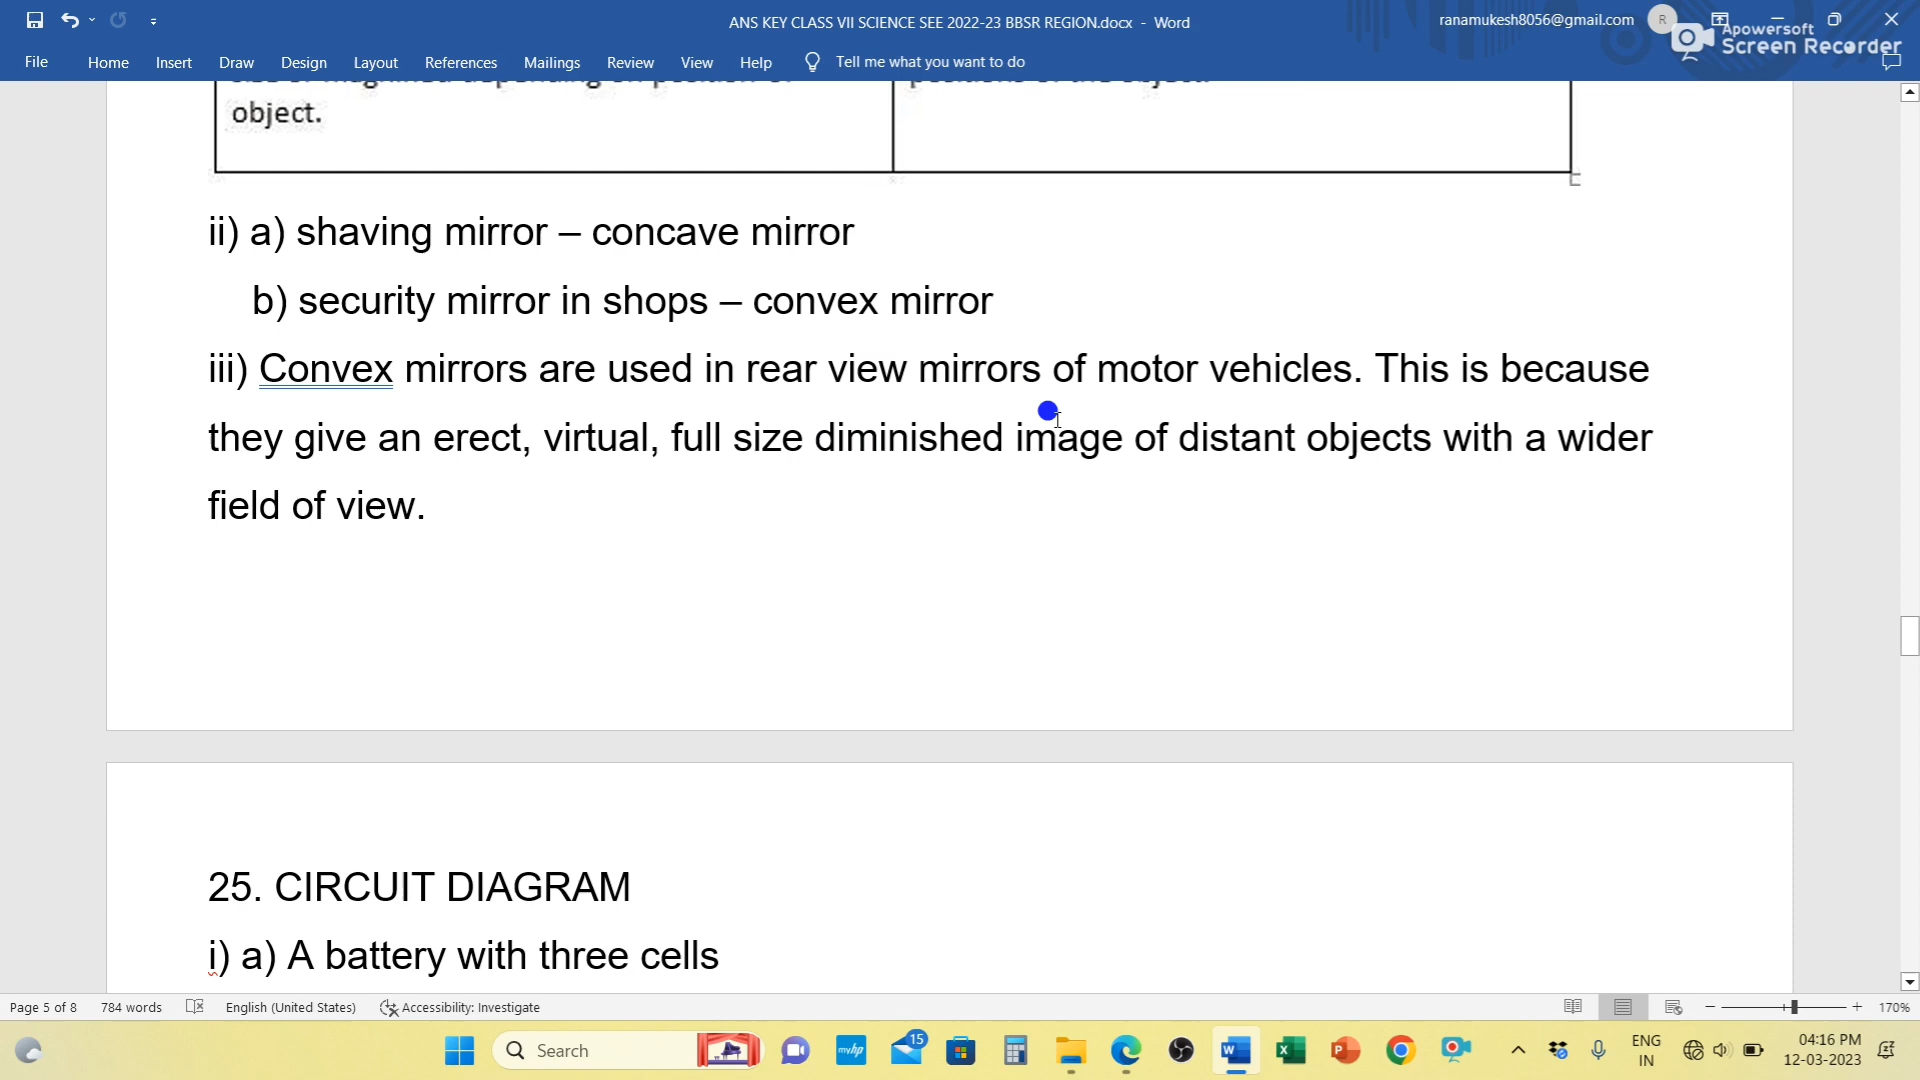 ANS KEY CLASS VII SCIENCE SEE 2022-23 BBSR REGION.docx - Word
ranamukesh8056@gmail.com
R
Apowersoft
Screen Recorder
File Home Insert Draw Design Layout References Mailings Review View Help Tell me what you want to do
positions of the object.
object.
ii) a) shaving mirror – concave mirror
b) security mirror in shops – convex mirror
iii) Convex mirrors are used in rear view mirrors of motor vehicles. This is because
they give an erect, virtual, full size diminished image of distant objects with a wider
field of view.
25. CIRCUIT DIAGRAM
i) a) A battery with three cells
Page 5 of 8 784 words English (United States) Accessibility: Investigate 170%
Search
myhp
15
ENG
IN
04:16 PM
12-03-2023